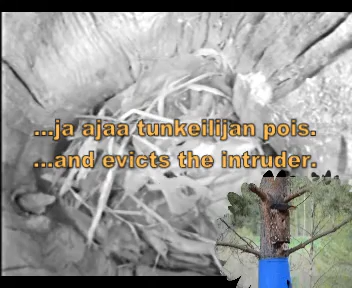 ...ja ajaa tunkeilijan pois.
...and evicts the intruder.